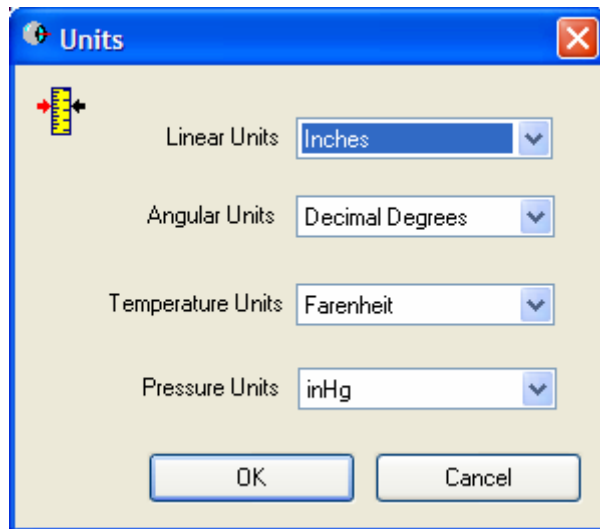 Units
Linear Units Inches
Angular Units Decimal Degrees
Temperature Units Farenheit
Pressure Units inHg
OK Cancel